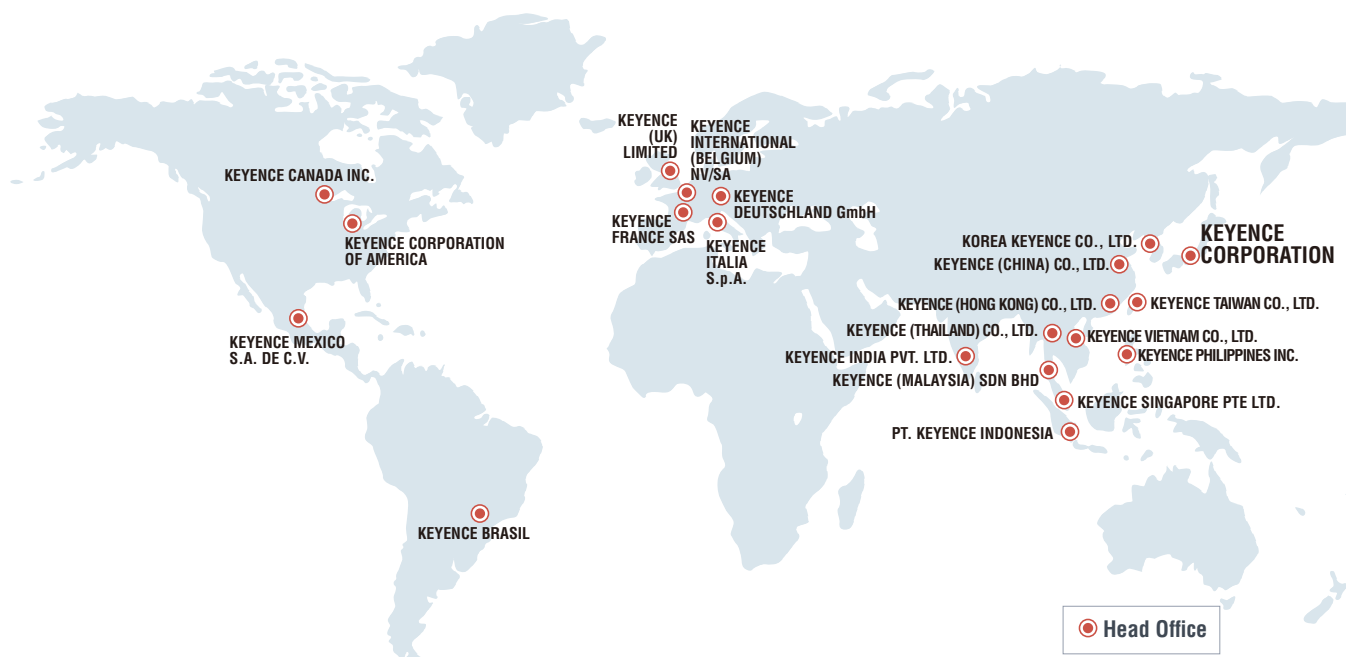 KEYENCE
(UK)
LIMITED
KEYENCE
INTERNATIONAL
(BELGIUM)
NV/SA
KEYENCE CANADA INC.
KEYENCE
DEUTSCHLAND GmbH
KEYENCE
FRANCE SAS
KEYENCE CORPORATION
OF AMERICA
KEYENCE
ITALIA
S.p.A.
KOREA KEYENCE CO., LTD.
KEYENCE
CORPORATION
KEYENCE (CHINA) CO., LTD.
KEYENCE (HONG KONG) CO., LTD.
KEYENCE TAIWAN CO., LTD.
KEYENCE (THAILAND) CO., LTD.
KEYENCE VIETNAM CO., LTD.
KEYENCE MEXICO
S.A. DE C.V.
KEYENCE INDIA PVT. LTD.
KEYENCE PHILIPPINES INC.
KEYENCE (MALAYSIA) SDN BHD
KEYENCE SINGAPORE PTE LTD.
PT. KEYENCE INDONESIA
KEYENCE BRASIL
Head Office